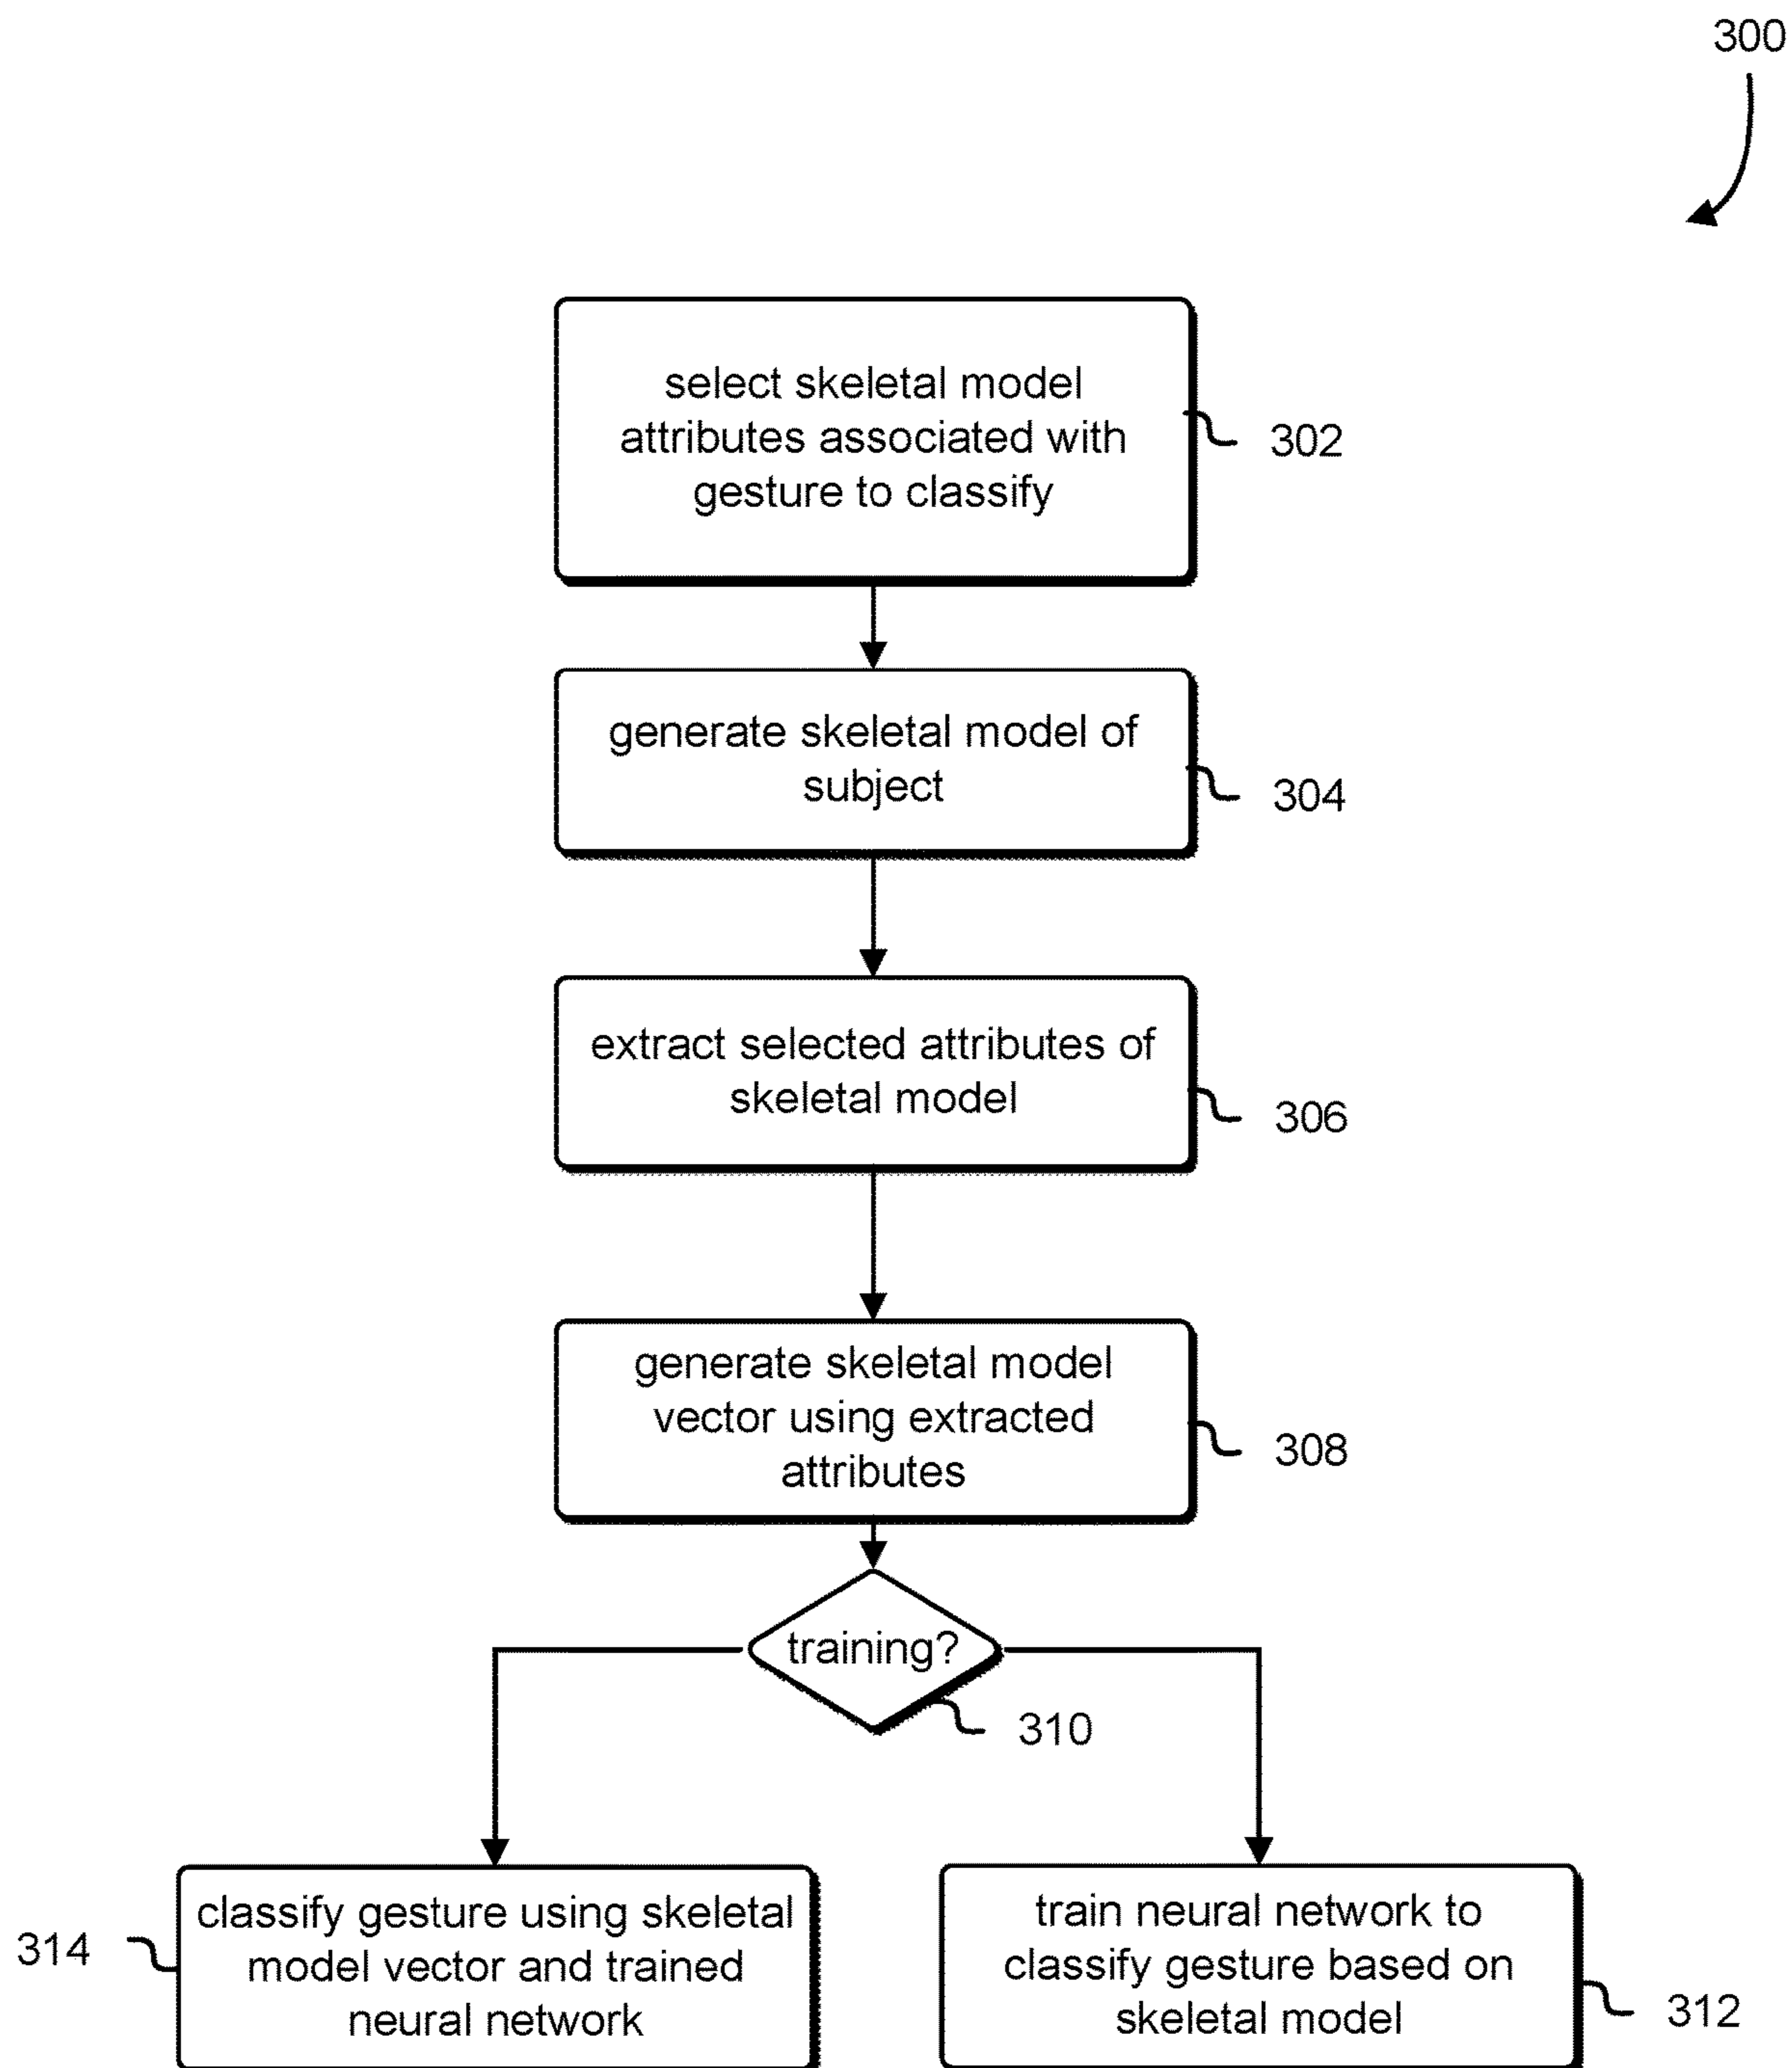 300
select skeletal model
attributes associated with
gesture to classify
302
generate skeletal model of
subject
304
extract selected attributes of
skeletal model
306
generate skeletal model
vector using extracted
attributes
308
training?
310
classify gesture using skeletal
model vector and trained
neural network
314
train neural network to
classify gesture based on
skeletal model
312